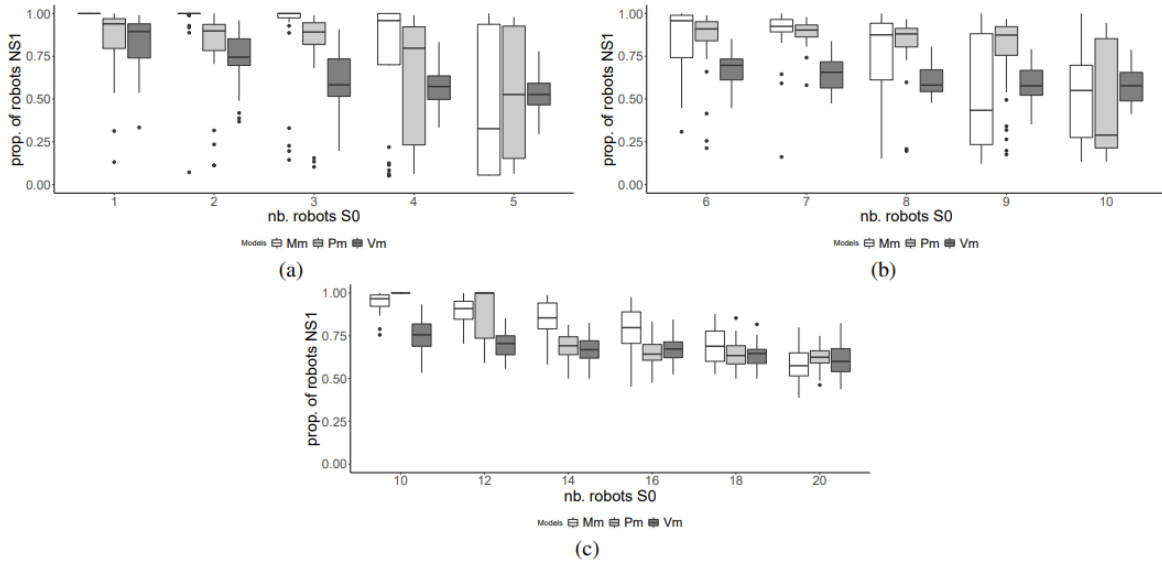 1.00
0.75
0.50
0.25
0.00
prop. of robots NS1
1 2 3 4 5
nb. robots S0
Models Mm Pm Vm
(a)
1.00
0.75
0.50
0.25
0.00
prop. of robots NS1
6 7 8 9 10
nb. robots S0
Models Mm Pm Vm
(b)
1.00
0.75
0.50
0.25
0.00
prop. of robots NS1
10 12 14 16 18 20
nb. robots S0
Models Mm Pm Vm
(c)